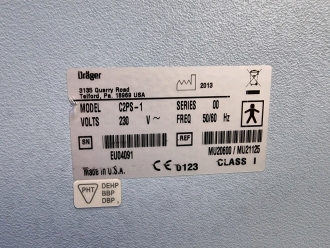 Dräger
3135 Quarry Road
Telford, Pa. 18969 USA
2013
MODEL C2PS-1 SERIES 00
VOLTS 230 V ~ FREQ 50/60 Hz
SN REF
EU04091 MU20600 / MU21125
Made in U.S.A. CE 0123 CLASS I
PHT DEHP
BBP
DBP